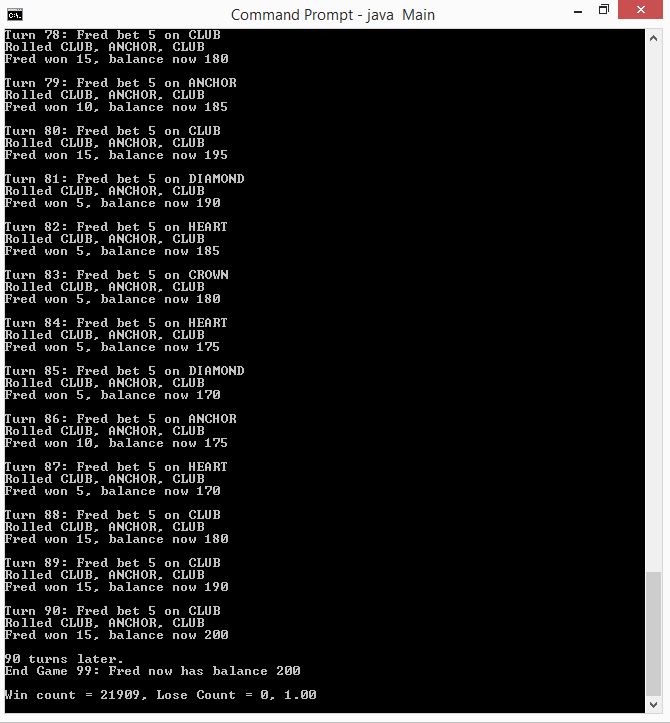 Command Prompt - java Main
Turn 78: Fred bet 5 on CLUB
Rolled CLUB, ANCHOR, CLUB
Fred won 15, balance now 180
Turn 79: Fred bet 5 on ANCHOR
Rolled CLUB, ANCHOR, CLUB
Fred won 10, balance now 185
Turn 80: Fred bet 5 on CLUB
Rolled CLUB, ANCHOR, CLUB
Fred won 15, balance now 195
Turn 81: Fred bet 5 on DIAMOND
Rolled CLUB, ANCHOR, CLUB
Fred won 5, balance now 190
Turn 82: Fred bet 5 on HEART
Rolled CLUB, ANCHOR, CLUB
Fred won 5, balance now 185
Turn 83: Fred bet 5 on CROWN
Rolled CLUB, ANCHOR, CLUB
Fred won 5, balance now 180
Turn 84: Fred bet 5 on HEART
Rolled CLUB, ANCHOR, CLUB
Fred won 5, balance now 175
Turn 85: Fred bet 5 on DIAMOND
Rolled CLUB, ANCHOR, CLUB
Fred won 5, balance now 170
Turn 86: Fred bet 5 on ANCHOR
Rolled CLUB, ANCHOR, CLUB
Fred won 10, balance now 175
Turn 87: Fred bet 5 on HEART
Rolled CLUB, ANCHOR, CLUB
Fred won 5, balance now 170
Turn 88: Fred bet 5 on CLUB
Rolled CLUB, ANCHOR, CLUB
Fred won 15, balance now 180
Turn 89: Fred bet 5 on CLUB
Rolled CLUB, ANCHOR, CLUB
Fred won 15, balance now 190
Turn 90: Fred bet 5 on CLUB
Rolled CLUB, ANCHOR, CLUB
Fred won 15, balance now 200
90 turns later.
End Game 99: Fred now has balance 200
Win count = 21909, Lose Count = 0, 1.00